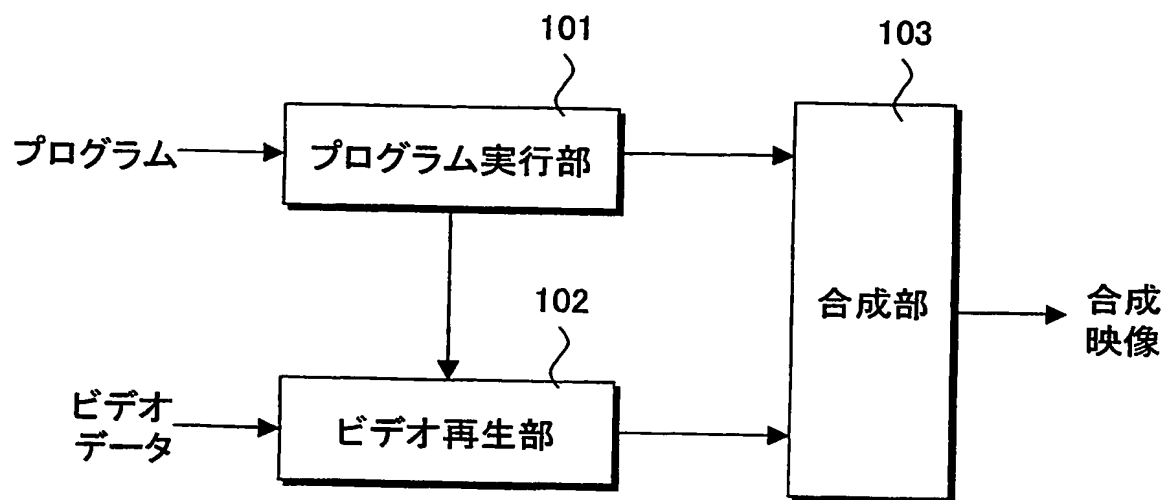 101
103
プログラム
プログラム実行部
102
合成部
合成
映像
ビデオ
データ
ビデオ再生部